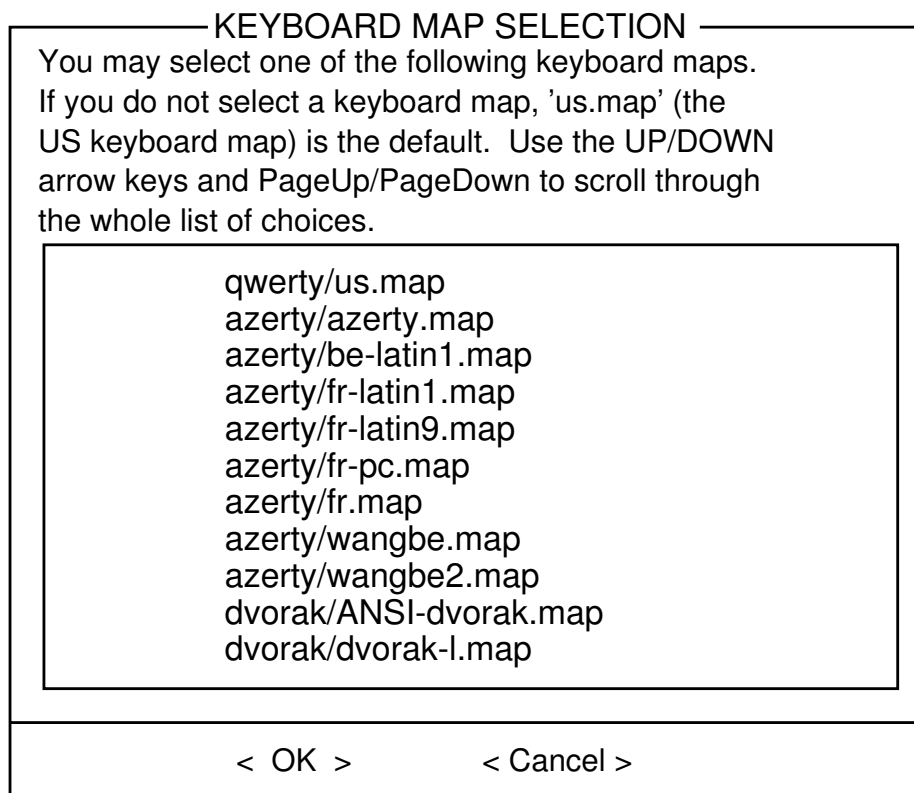 KEYBOARD MAP SELECTION
You may select one of the following keyboard maps.
If you do not select a keyboard map, ’us.map’ (the
US keyboard map) is the default.  Use the UP/DOWN
arrow keys and PageUp/PageDown to scroll through
the whole list of choices.
qwerty/us.map
azerty/azerty.map
azerty/be-latin1.map
azerty/fr-latin1.map
azerty/fr-latin9.map
azerty/fr-pc.map
azerty/fr.map
azerty/wangbe.map
azerty/wangbe2.map
dvorak/ANSI-dvorak.map
dvorak/dvorak-l.map
<  OK  > < Cancel >